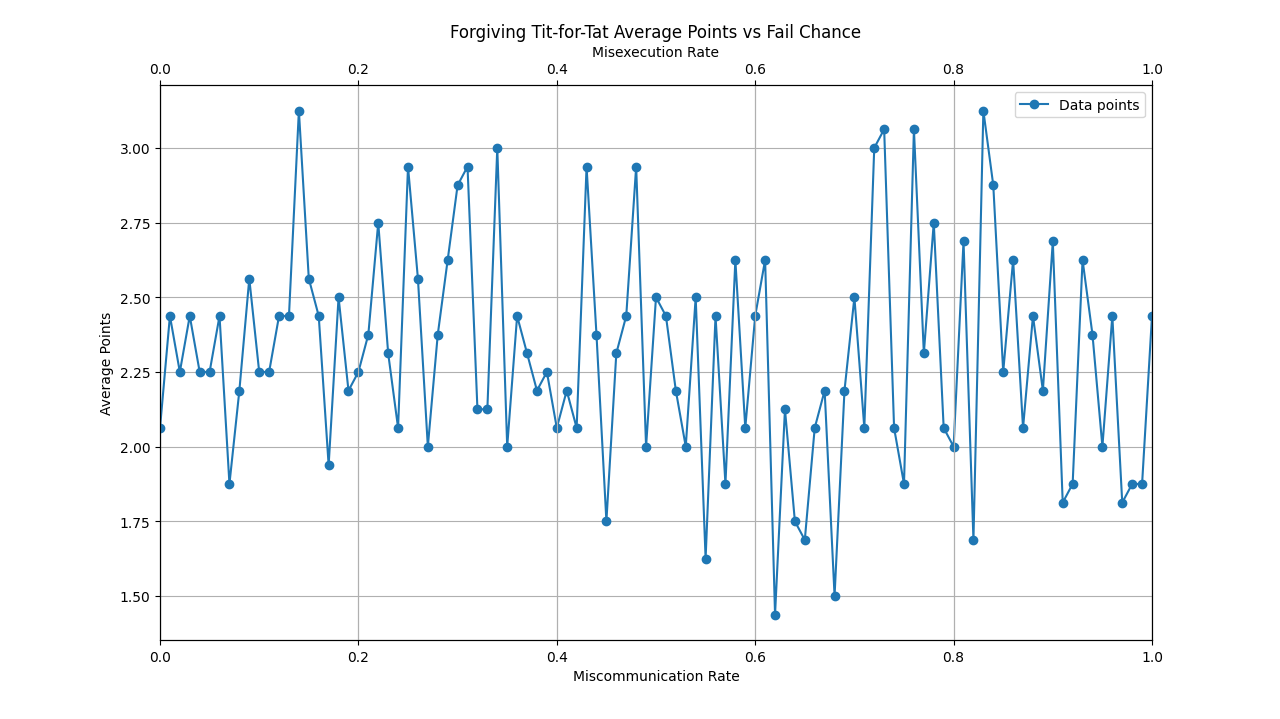 Forgiving Tit-for-Tat Average Points vs Fail Chance
Misexecution Rate
0.0 0.2 0.4 0.6 0.8 1.0
Data points
3.00
2.75
2.50
2.25
2.00
1.75
1.50
Average Points
0.0 0.2 0.4 0.6 0.8 1.0
Miscommunication Rate